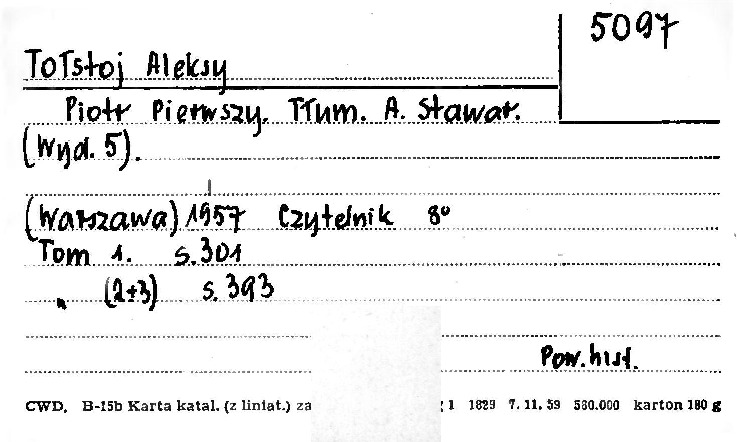 5097
Tołstoj Aleksy
Piotr Pierwszy. Tłum. A. Stawar.
(Wyd. 5).
(Warszawa) 1957 Czytelnik 8°
Tom 1. s. 301
" (2+3) s. 393
Pow. hist.
CWD. B-15b Karta katal. (z liniat.) za 1 1829 7. 11. 59 580.000 karton 180 g